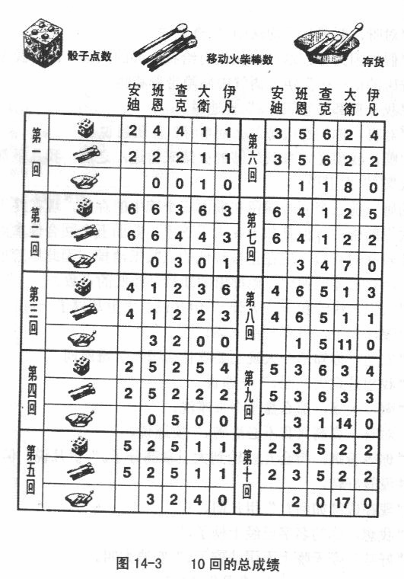 骰子点数 移动火柴棒数 存货
安迪 班恩 查克 大卫 伊凡 安迪 班恩 查克 大卫 伊凡
第一回 2 4 4 1 1 第六回 3 5 6 2 4
2 2 2 1 1 3 5 6 2 2
0 0 1 0 1 1 8 0
第二回 6 6 3 6 3 第七回 6 4 1 2 5
6 6 4 4 3 6 4 1 2 2
0 3 0 1 3 4 7 0
第三回 4 1 2 3 6 第八回 4 6 5 1 3
4 1 2 2 3 4 6 5 1 1
3 2 0 0 1 5 11 0
第四回 2 5 2 5 4 第九回 5 3 6 3 4
2 5 2 2 2 5 3 6 3 3
0 5 0 0 3 1 14 0
第五回 5 2 5 1 1 第十回 2 3 5 2 2
5 2 5 1 1 2 3 5 2 2
3 2 4 0 2 0 17 0
图 14-3 10 回的总成绩